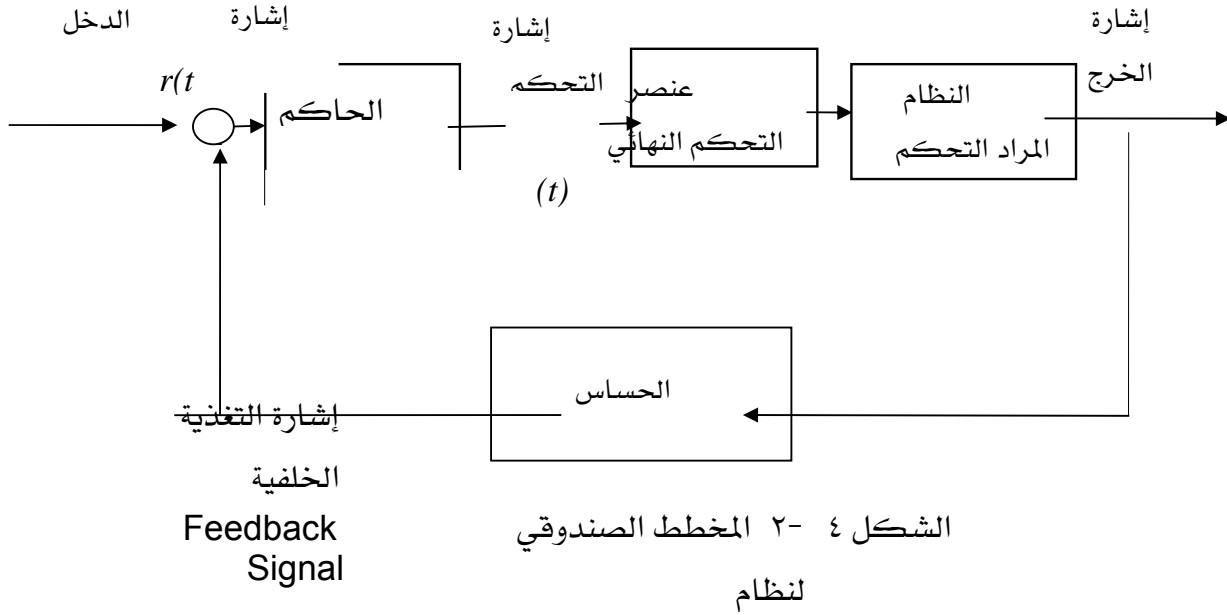 الدخل
إشارة
إشارة
إشارة
الخرج
r(t
الحاكم
التحكم
(t)
عنصر
التحكم النهائي
النظام
المراد التحكم
الحساس
إشارة التغذية
الخلفية
Feedback
Signal
الشكل ٤ -٢ المخطط الصندوقي
لنظام